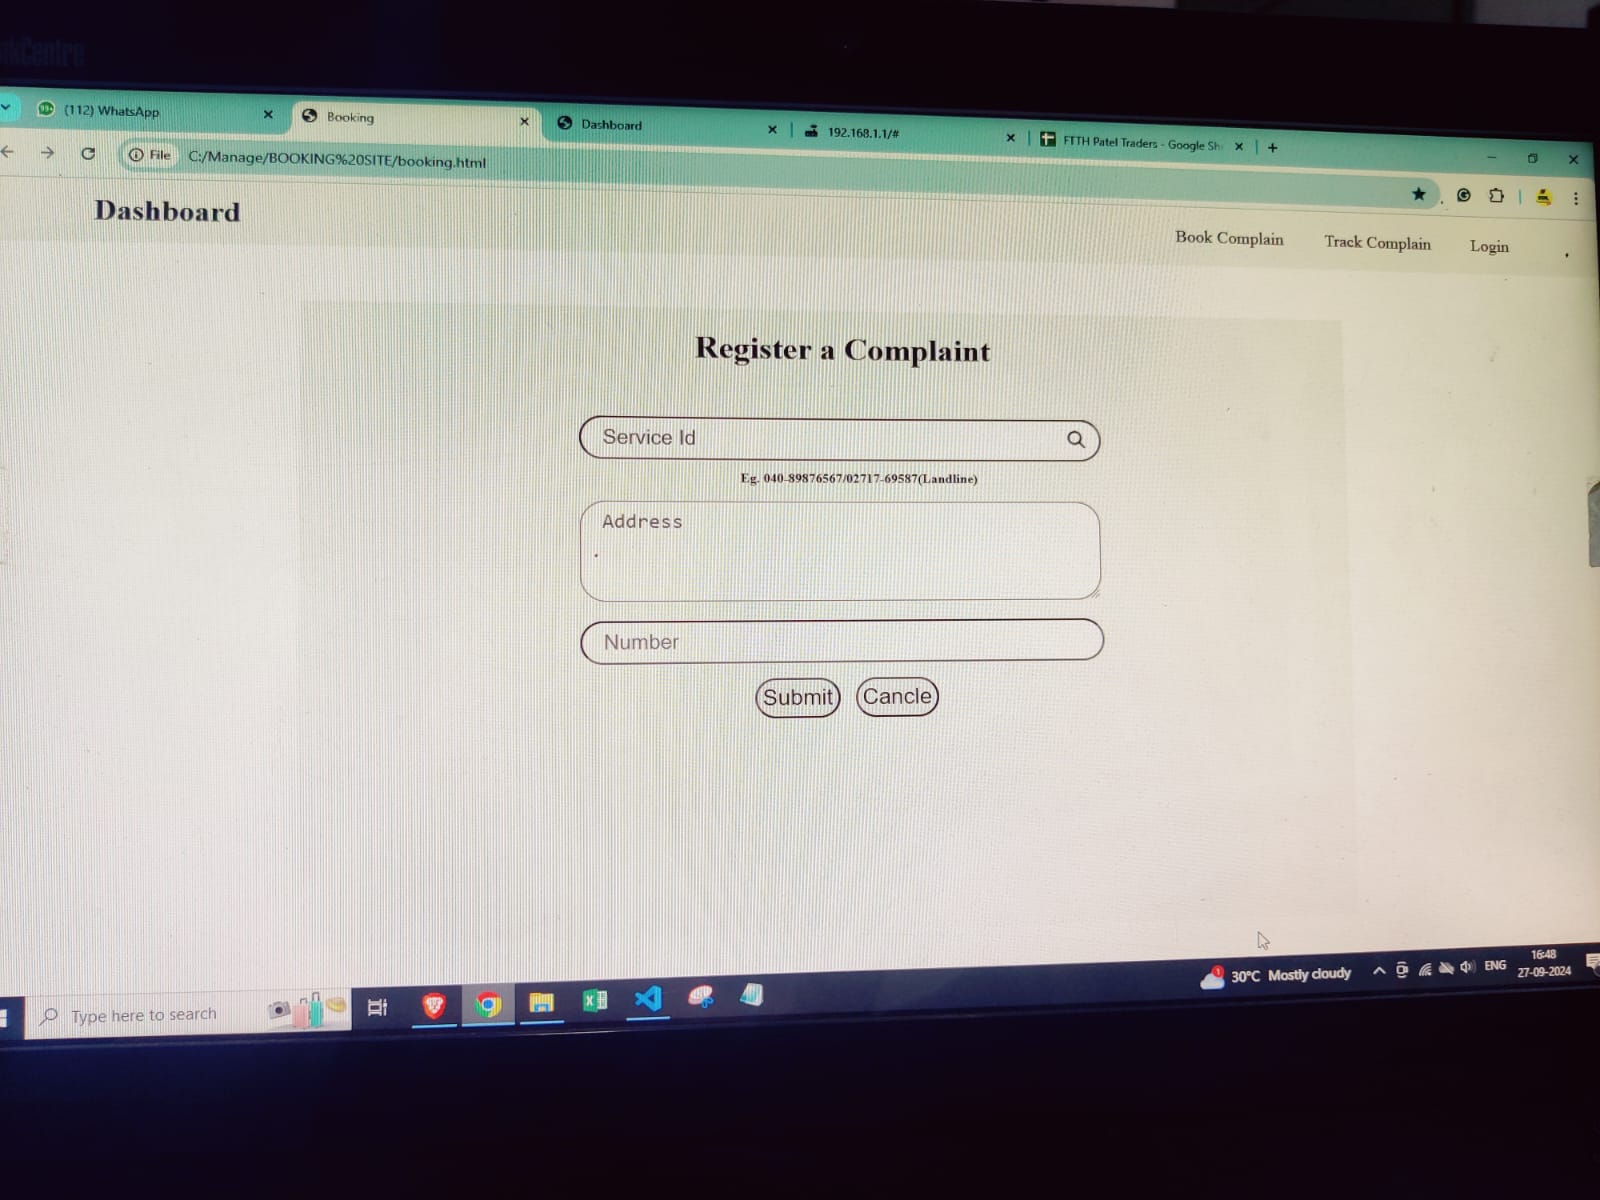 (112) WhatsApp
Booking
Dashboard
192.168.1.1/#
FTTH Patel Traders - Google Sh
File
C:/Manage/BOOKING%20SITE/booking.html
Dashboard
Book Complain
Track Complain
Login
Register a Complaint
Service Id
Eg. 040-89876567/02717-69587(Landline)
Address
Number
Submit
Cancle
Type here to search
30°C Mostly cloudy
ENG
16:48
27-09-2024